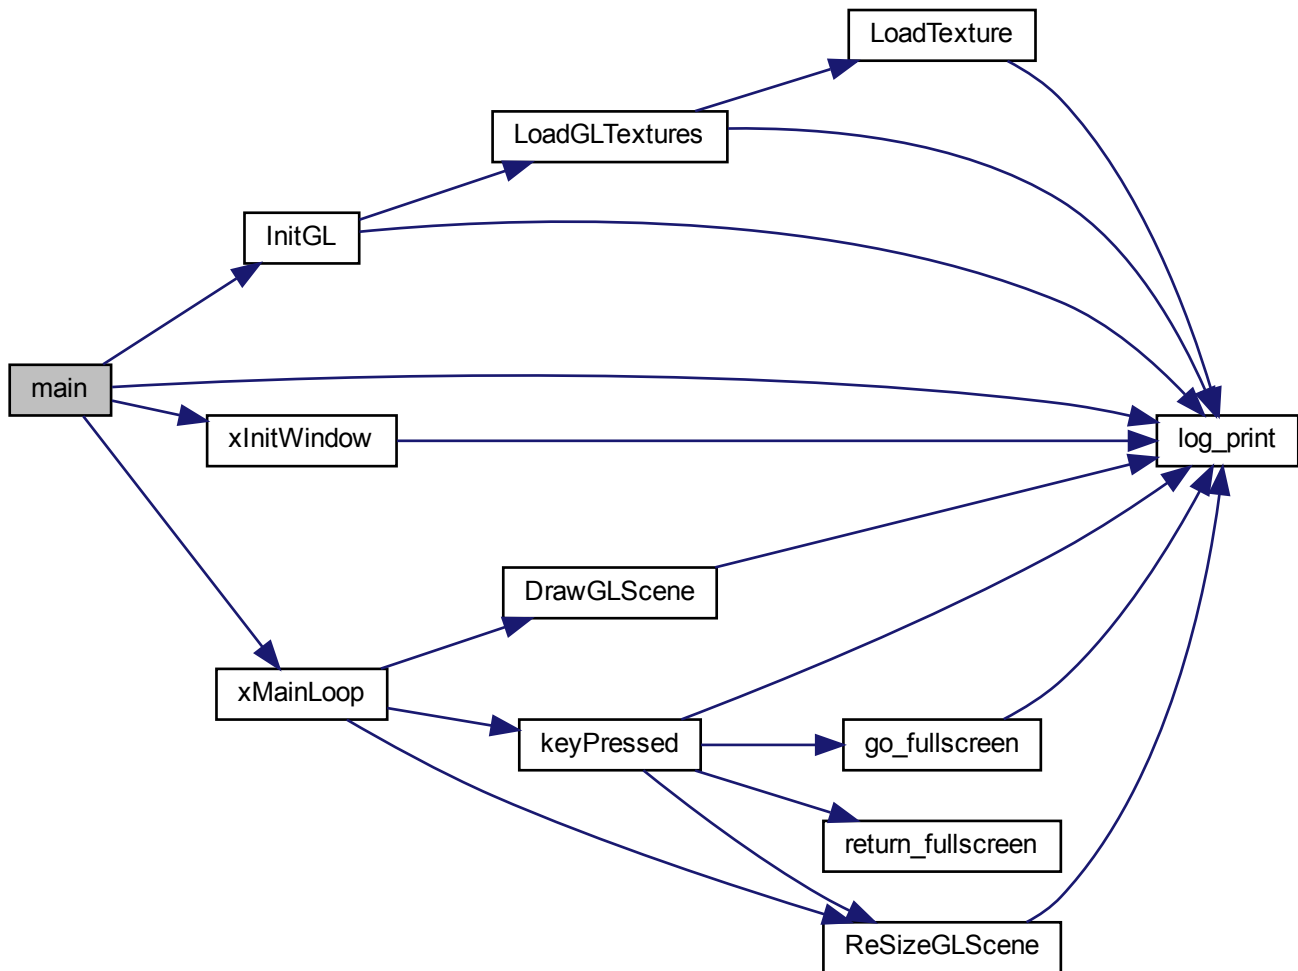 LoadTexture
LoadGLTextures
InitGL
main
xInitWindow
log_print
DrawGLScene
xMainLoop
keyPressed
go_fullscreen
return_fullscreen
ReSizeGLScene